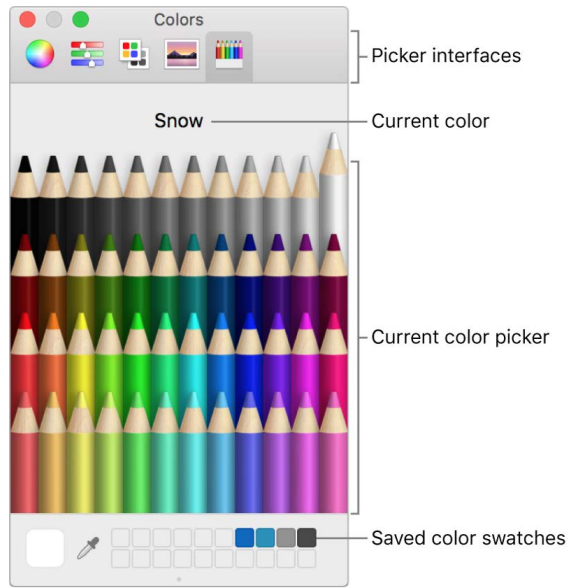 Colors
Picker interfaces
Snow
Current color
Current color picker
Saved color swatches